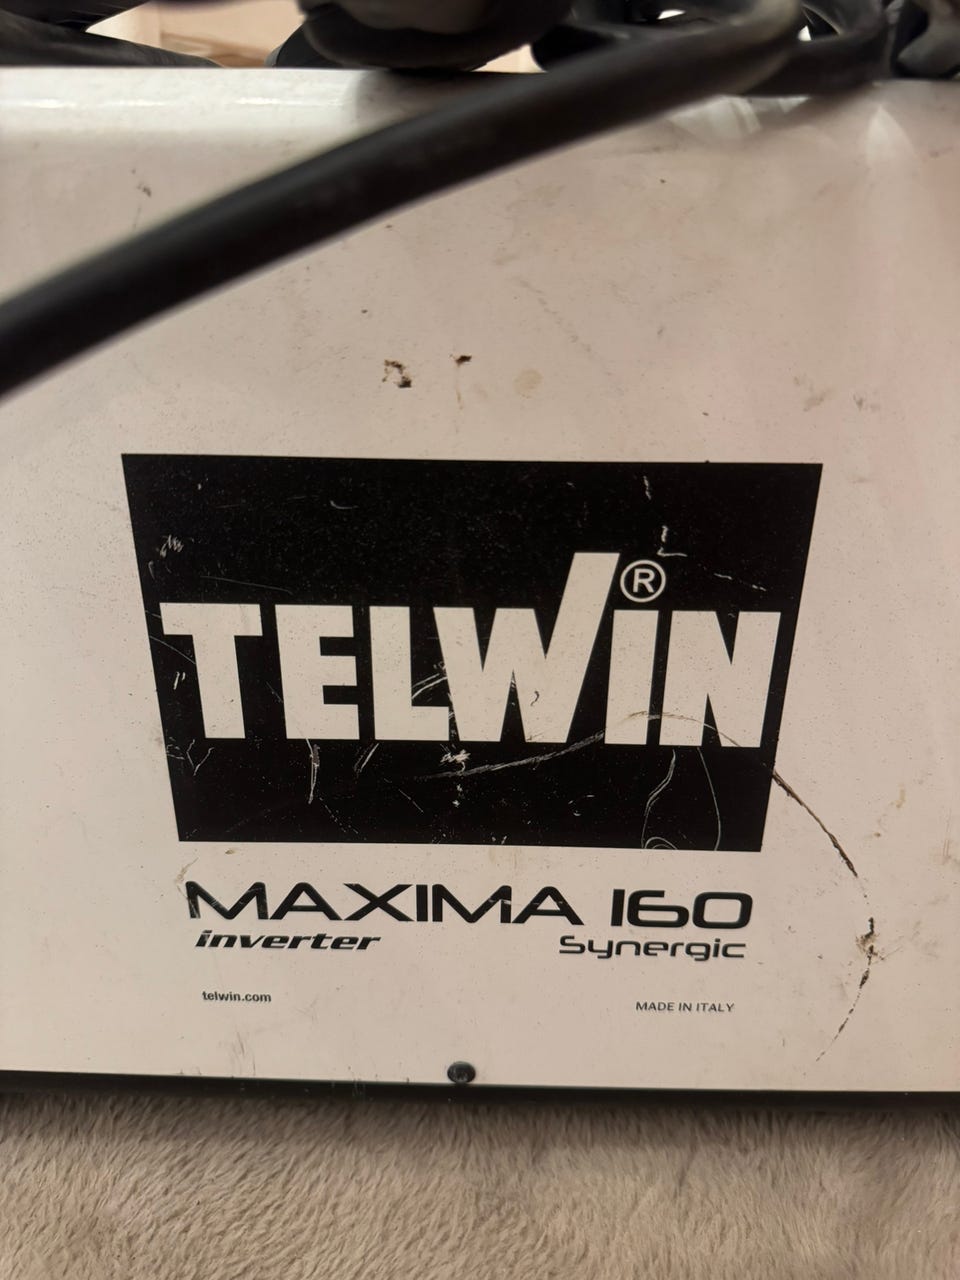 TELWiN®
MAXIMA 160
inverter Synergic
telwin.com MADE IN ITALY